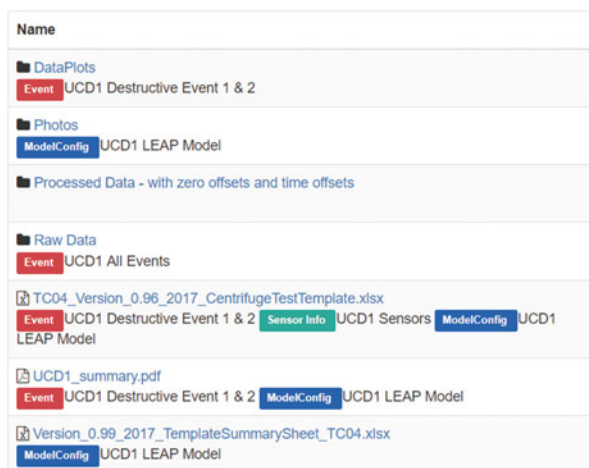 Name
DataPlots
Event UCD1 Destructive Event 1 & 2
Photos
ModelConfig UCD1 LEAP Model
Processed Data - with zero offsets and time offsets
Raw Data
Event UCD1 All Events
TC04_Version_0.96_2017_CentrifugeTestTemplate.xlsx
Event UCD1 Destructive Event 1 & 2 Sensor Info UCD1 Sensors ModelConfig UCD1
LEAP Model
UCD1_summary.pdf
Event UCD1 Destructive Event 1 & 2 ModelConfig UCD1 LEAP Model
Version_0.99_2017_TemplateSummarySheet_TC04.xlsx
ModelConfig UCD1 LEAP Model